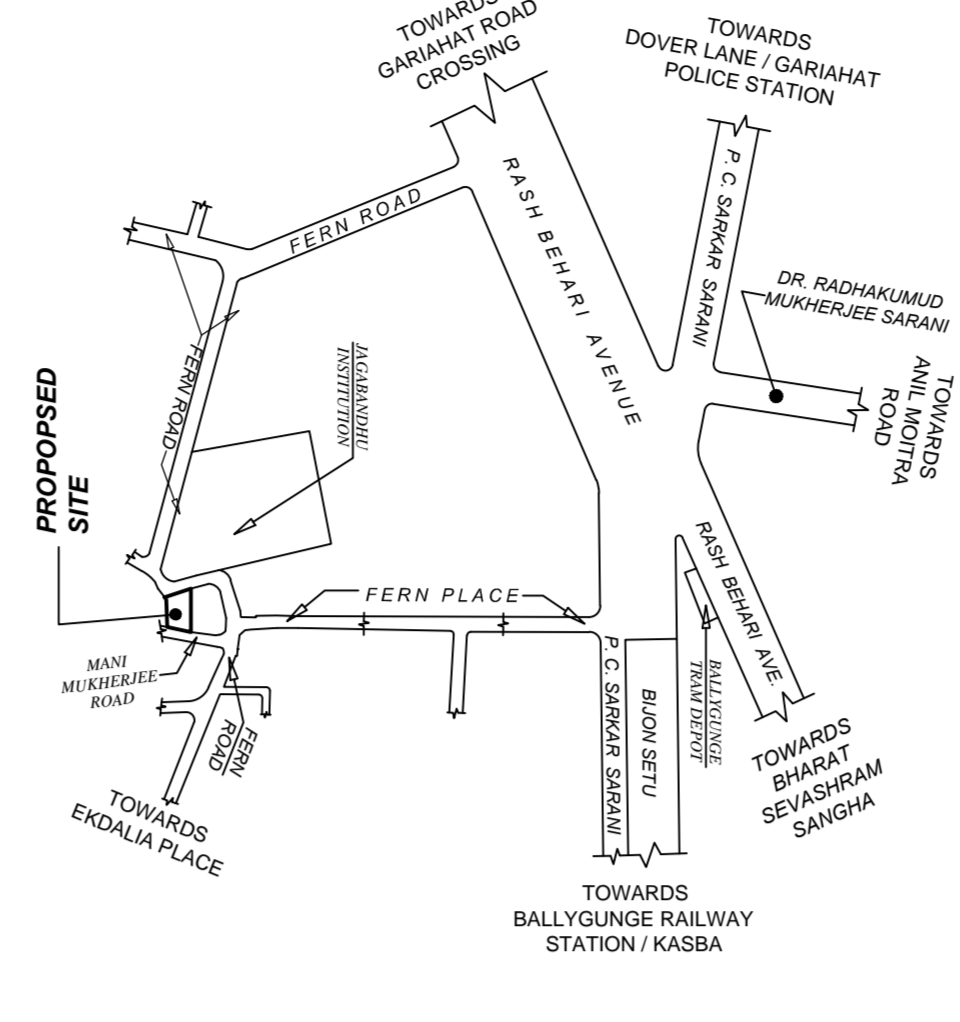 TOWARDS
GARIAHAT ROAD
CROSSING
TOWARDS
DOVER LANE / GARIAHAT
POLICE STATION
RASH BEHARI AVENUE
P. C. SARKAR SARANI
FERN ROAD
DR. RADHAKUMUD
MUKHERJEE SARANI
TOWARDS
ANIL MOITRA
ROAD
FERN ROAD
JAGABANDHU
INSTITUTION
PROPOPSED
SITE
FERN PLACE
RASH BEHARI AVE.
MANI
MUKHERJEE
ROAD
FERN
ROAD
P. C. SARKAR SARANI
BIJON SETU
BALLYGUNGE
TRAM DEPOT
TOWARDS
BHARAT
SEVASHRAM
SANGHA
TOWARDS
EKDALIA PLACE
TOWARDS
BALLYGUNGE RAILWAY
STATION / KASBA